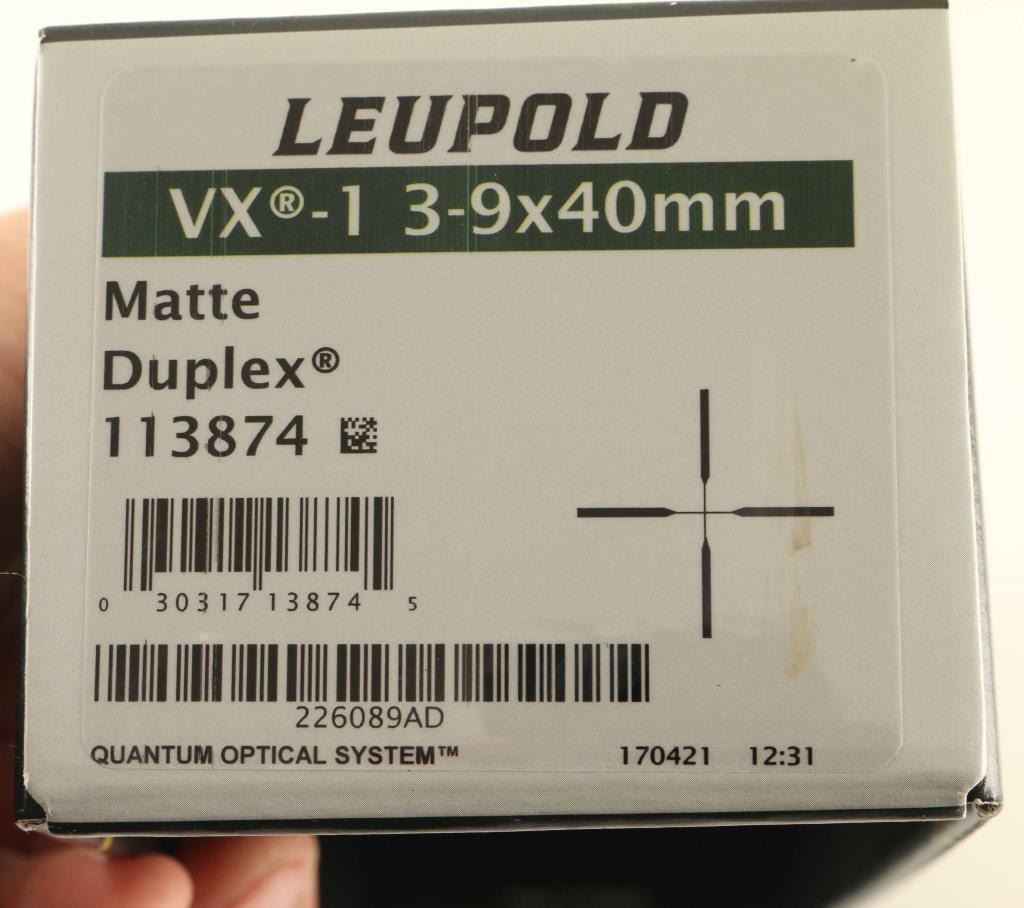 LEUPOLD
VX®-1 3-9x40mm
Matte
Duplex®
113874
0 30317 13874 5
226089AD
QUANTUM OPTICAL SYSTEM™ 170421 12:31